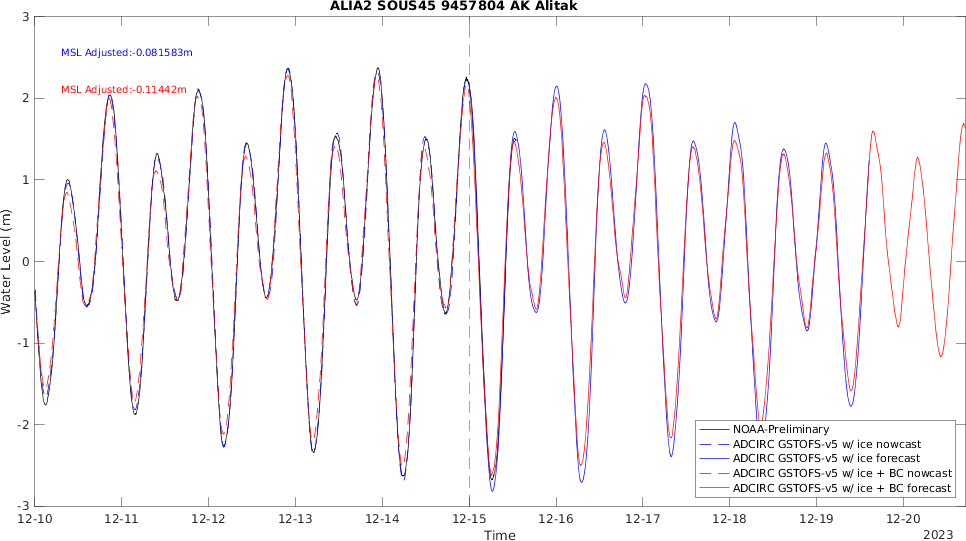 ALIA2 SOUS45 9457804 AK Alitak
3
MSL Adjusted:-0.081583m
MSL Adjusted:-0.11442m
2
1
0
-1
-2
-3
Water Level (m)
NOAA-Preliminary
ADCIRC GSTOFS-v5 w/ ice nowcast
ADCIRC GSTOFS-v5 w/ ice forecast
ADCIRC GSTOFS-v5 w/ ice + BC nowcast
ADCIRC GSTOFS-v5 w/ ice + BC forecast
12-10 12-11 12-12 12-13 12-14 12-15 12-16 12-17 12-18 12-19 12-20
Time
2023